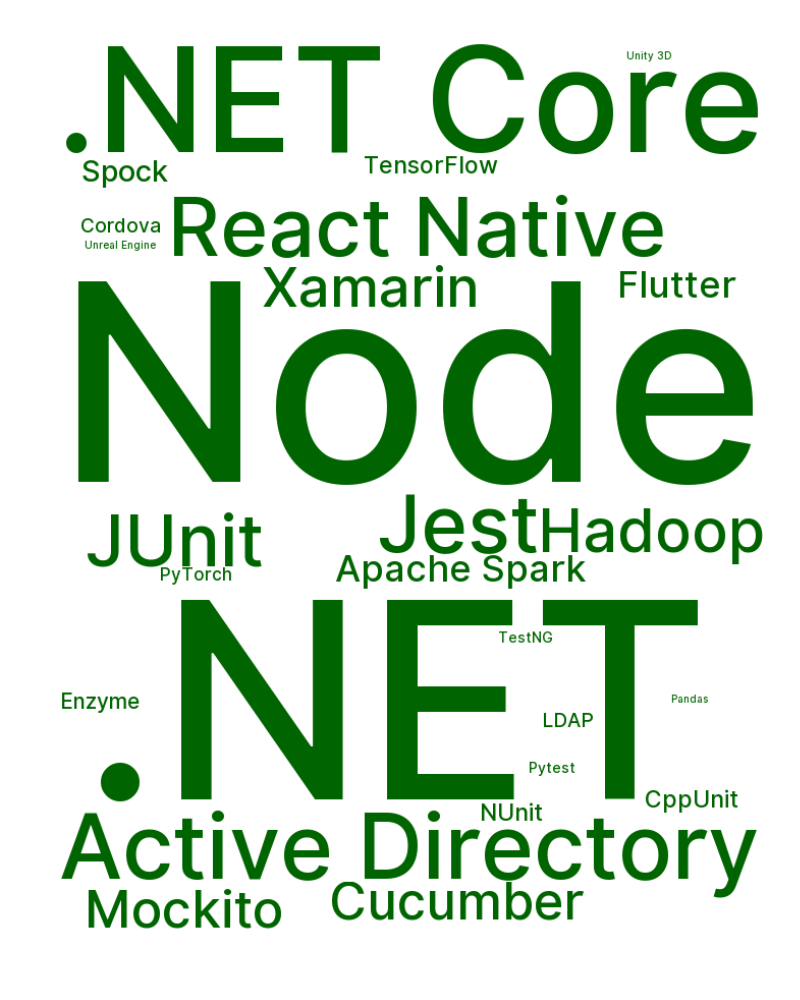 .NET Core
Unity 3D
Spock
TensorFlow
Cordova
React Native
Unreal Engine
Xamarin
Flutter
Node
JUnit
Jest
Hadoop
PyTorch
Apache Spark
.NET
TestNG
Enzyme
Pandas
LDAP
Pytest
CppUnit
NUnit
Active Directory
Mockito
Cucumber